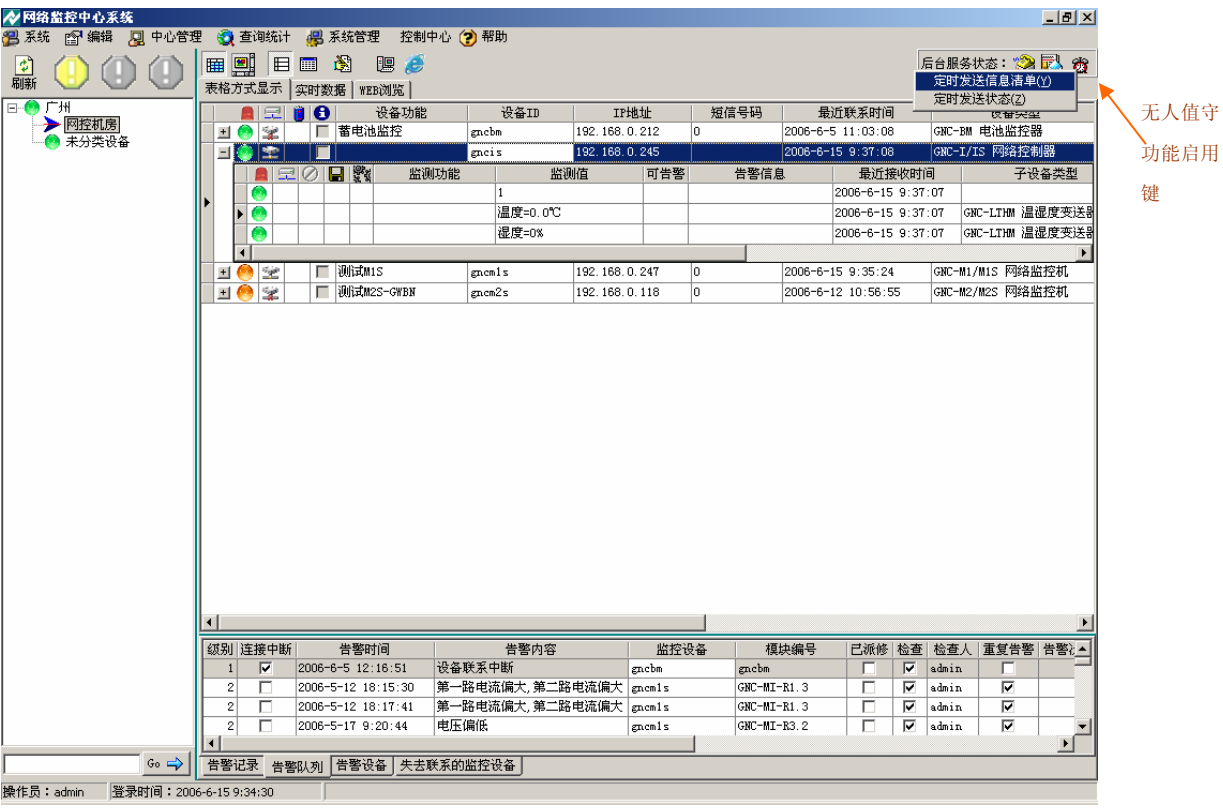 网络监控中心系统
系统 编辑 中心管理 查询统计 系统管理 控制中心 帮助
刷新
后台服务状态：
定时发送信息清单(Y)
定时发送状态(Z)
无人值守
功能启用
键
表格方式显示 实时数据 WEB浏览
广州
网控机房
未分类设备
设备功能 设备ID IP地址 短信号码 最近联系时间 设备类型
蓄电池监控 gncbm 192.168.0.212 0 2006-6-5 11:03:08 GNC-BM 电池监控器
gncis 192.168.0.245 2006-6-15 9:37:08 GNC-I/IS 网络控制器
监测功能 监测值 可告警 告警信息 最近接收时间 子设备类型
1 2006-6-15 9:37:07
温度=0.0℃ 2006-6-15 9:37:07 GNC-LTHM 温湿度变送器
湿度=0% 2006-6-15 9:37:07 GNC-LTHM 温湿度变送器
测试M1S gncm1s 192.168.0.247 0 2006-6-15 9:35:24 GNC-M1/M1S 网络监控机
测试M2S-GWBN gncm2s 192.168.0.118 0 2006-6-12 10:56:55 GNC-M2/M2S 网络监控机
级别 连接中断 告警时间 告警内容 监控设备 模块编号 已派修 检查 检查人 重复告警 告警
1 2006-6-5 12:16:51 设备联系中断 gncbm gncbm admin
2 2006-5-12 18:15:30 第一路电流偏大,第二路电流偏大 gncm1s GNC-MI-R1.3 admin
2 2006-5-12 18:17:41 第一路电流偏大,第二路电流偏大 gncm1s GNC-MI-R1.3 admin
2 2006-5-17 9:20:44 电压偏低 gncm1s GNC-MI-R3.2 admin
Go
告警记录 告警队列 告警设备 失去联系的监控设备
操作员：admin 登录时间：2006-6-15 9:34:30